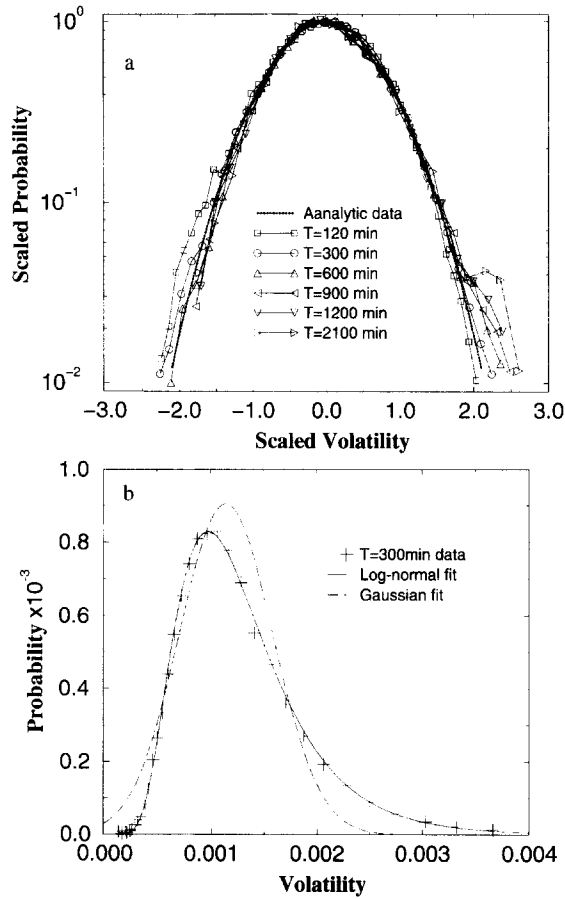 a
10^0
10^-1
10^-2
Scaled Probability
Aanalytic data
T=120 min
T=300 min
T=600 min
T=900 min
T=1200 min
T=2100 min
-3.0 -2.0 -1.0 0.0 1.0 2.0 3.0
Scaled Volatility
b
1.0
0.8
0.6
0.4
0.2
0.0
Probability x10^-3
T=300min data
Log-normal fit
Gaussian fit
0.000 0.001 0.002 0.003 0.004
Volatility